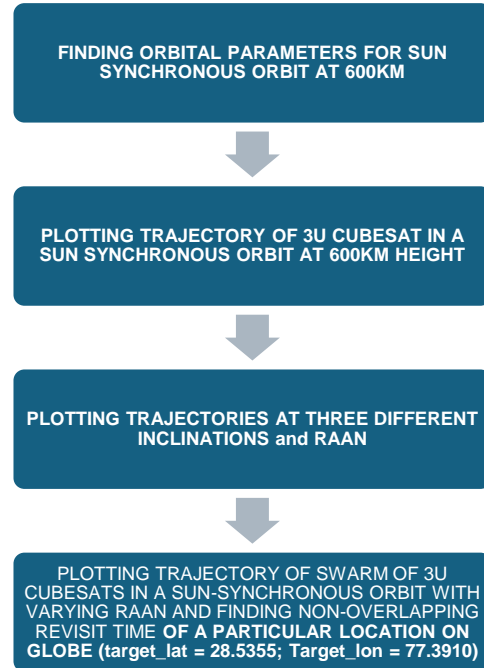 FINDING ORBITAL PARAMETERS FOR SUN
SYNCHRONOUS ORBIT AT 600KM
PLOTTING TRAJECTORY OF 3U CUBESAT IN A
SUN SYNCHRONOUS ORBIT AT 600KM HEIGHT
PLOTTING TRAJECTORIES AT THREE DIFFERENT
INCLINATIONS and RAAN
PLOTTING TRAJECTORY OF SWARM OF 3U
CUBESATS IN A SUN-SYNCHRONOUS ORBIT WITH
VARYING RAAN AND FINDING NON-OVERLAPPING
REVISIT TIME OF A PARTICULAR LOCATION ON
GLOBE (target_lat = 28.5355; Target_lon = 77.3910)